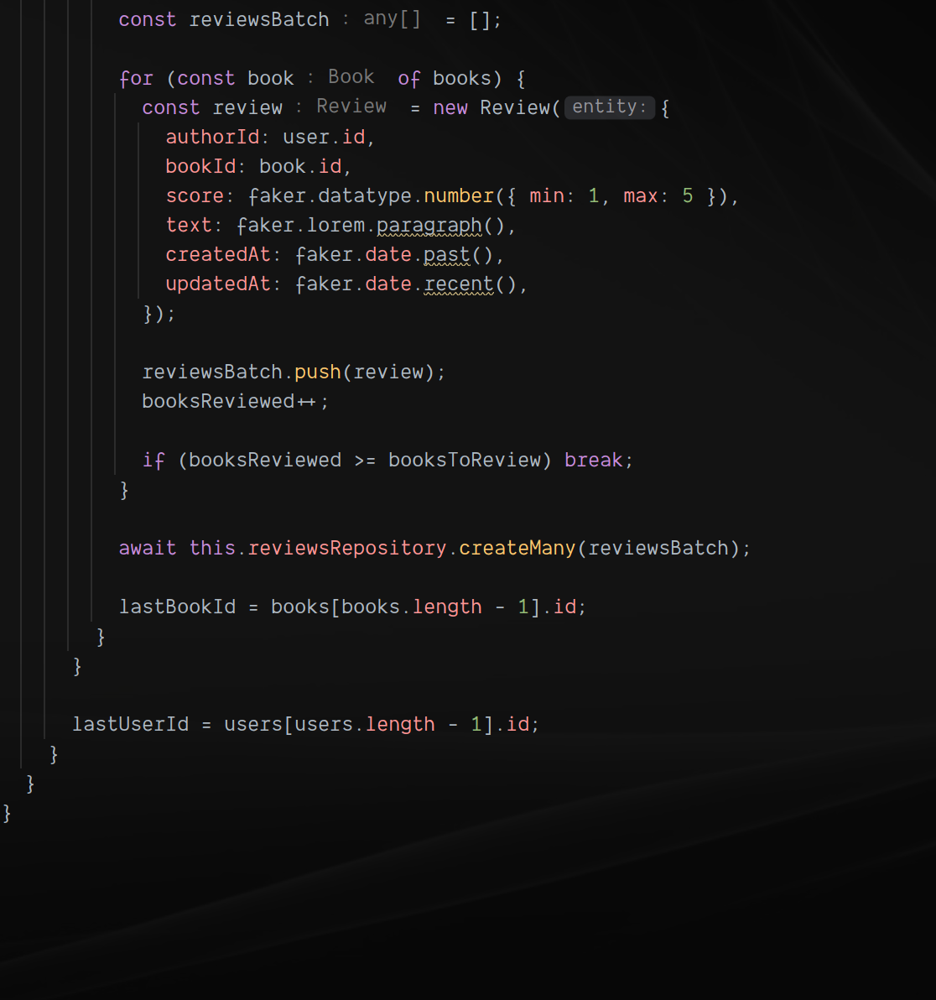 const reviewsBatch : any[] = [];
for (const book : Book of books) {
const review : Review = new Review( entity: {
authorId: user.id,
bookId: book.id,
score: faker.datatype.number({ min: 1, max: 5 }),
text: faker.lorem.paragraph(),
createdAt: faker.date.past(),
updatedAt: faker.date.recent(),
});
reviewsBatch.push(review);
booksReviewed++;
if (booksReviewed >= booksToReview) break;
}
await this.reviewsRepository.createMany(reviewsBatch);
lastBookId = books[books.length - 1].id;
}
}
lastUserId = users[users.length - 1].id;
}
}
}